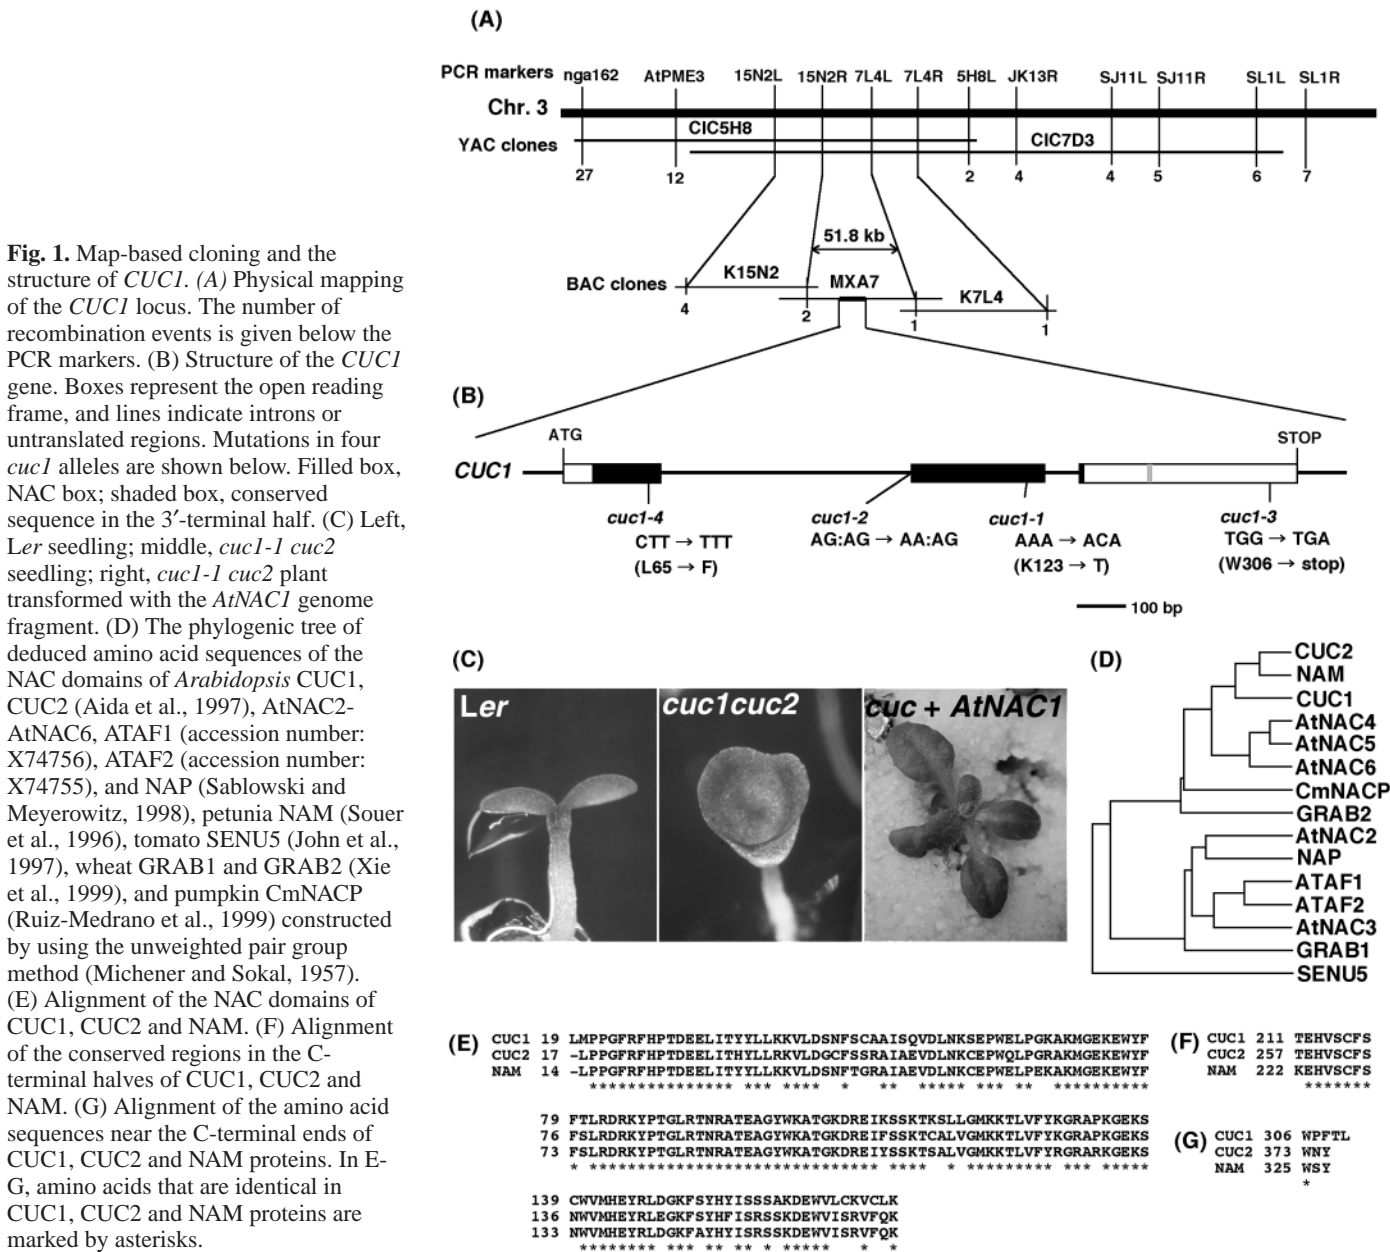 Fig. 1. Map-based cloning and the
structure of CUC1. (A) Physical mapping
of the CUC1 locus. The number of
recombination events is given below the
PCR markers. (B) Structure of the CUC1
gene. Boxes represent the open reading
frame, and lines indicate introns or
untranslated regions. Mutations in four
cuc1 alleles are shown below. Filled box,
NAC box; shaded box, conserved
sequence in the 3′-terminal half. (C) Left,
Ler seedling; middle, cuc1-1 cuc2
seedling; right, cuc1-1 cuc2 plant
transformed with the AtNAC1 genome
fragment. (D) The phylogenic tree of
deduced amino acid sequences of the
NAC domains of Arabidopsis CUC1,
CUC2 (Aida et al., 1997), AtNAC2-
AtNAC6, ATAF1 (accession number:
X74756), ATAF2 (accession number:
X74755), and NAP (Sablowski and
Meyerowitz, 1998), petunia NAM (Souer
et al., 1996), tomato SENU5 (John et al.,
1997), wheat GRAB1 and GRAB2 (Xie
et al., 1999), and pumpkin CmNACP
(Ruiz-Medrano et al., 1999) constructed
by using the unweighted pair group
method (Michener and Sokal, 1957).
(E) Alignment of the NAC domains of
CUC1, CUC2 and NAM. (F) Alignment
of the conserved regions in the C-
terminal halves of CUC1, CUC2 and
NAM. (G) Alignment of the amino acid
sequences near the C-terminal ends of
CUC1, CUC2 and NAM proteins. In E-
G, amino acids that are identical in
CUC1, CUC2 and NAM proteins are
marked by asterisks.
(A)
PCR markers nga162 AtPME3 15N2L 15N2R 7L4L 7L4R 5H8L JK13R SJ11L SJ11R SL1L SL1R
Chr. 3
CIC5H8
YAC clones CIC7D3
27 12 2 4 4 5 6 7
51.8 kb
BAC clones K15N2 MXA7 K7L4
4 2 1 1
(B)
ATG STOP
CUC1
cuc1-4 cuc1-2 cuc1-1 cuc1-3
CTT → TTT AG:AG → AA:AG AAA → ACA TGG → TGA
(L65 → F) (K123 → T) (W306 → stop)
100 bp
(C)
Ler cuc1cuc2 cuc + AtNAC1
(D)
CUC2
NAM
CUC1
AtNAC4
AtNAC5
AtNAC6
CmNACP
GRAB2
AtNAC2
NAP
ATAF1
ATAF2
AtNAC3
GRAB1
SENU5
(E)
CUC1 19 LMPPGFRFHPTDEELITYYLLKKVLDSNFSCAAISQVDLNKSEPWELPGKAKMGEKEWYF
CUC2 17 -LPPGFRFHPTDEELITHYLLRKVLDGCFSSRAIAEVDLNKCEPWQLPGRAKMGEKEWYF
NAM 14 -LPPGFRFHPTDEELITYYLLKKVLDSNFTGRAIAEVDLNKCEPWELPEKAKMGEKEWYF
*************** *** ***** * ** ***** *** ** **********
79 FTLRDRKYPTGLRTNRATEAGYWKATGKDREIKSSKTKSLLGMKKTLVFYKGRAPKGEKS
76 FSLRDRKYPTGLRTNRATEAGYWKATGKDREIFSSKTCALVGMKKTLVFYKGRAPKGEKS
73 FSLRDRKYPTGLRTNRATEAGYWKATGKDREIYSSKTSALVGMKKTLVFYRGRARKGEKS
* ****************************** **** * ******** *** *****
139 CWVMHEYRLDGKFSYHYISSSAKDEWVLCKVCLK
136 NWVMHEYRLEGKFSYHFISRSSKDEWVISRVFQK
133 NWVMHEYRLDGKFAYHYISRSSKDEWVISRVFQK
******** *** ** ** * ***** * *
(F)
CUC1 211 TEHVSCFS
CUC2 257 TEHVSCFS
NAM 222 KEHVSCFS
*******
(G)
CUC1 306 WPFTL
CUC2 373 WNY
NAM 325 WSY
*